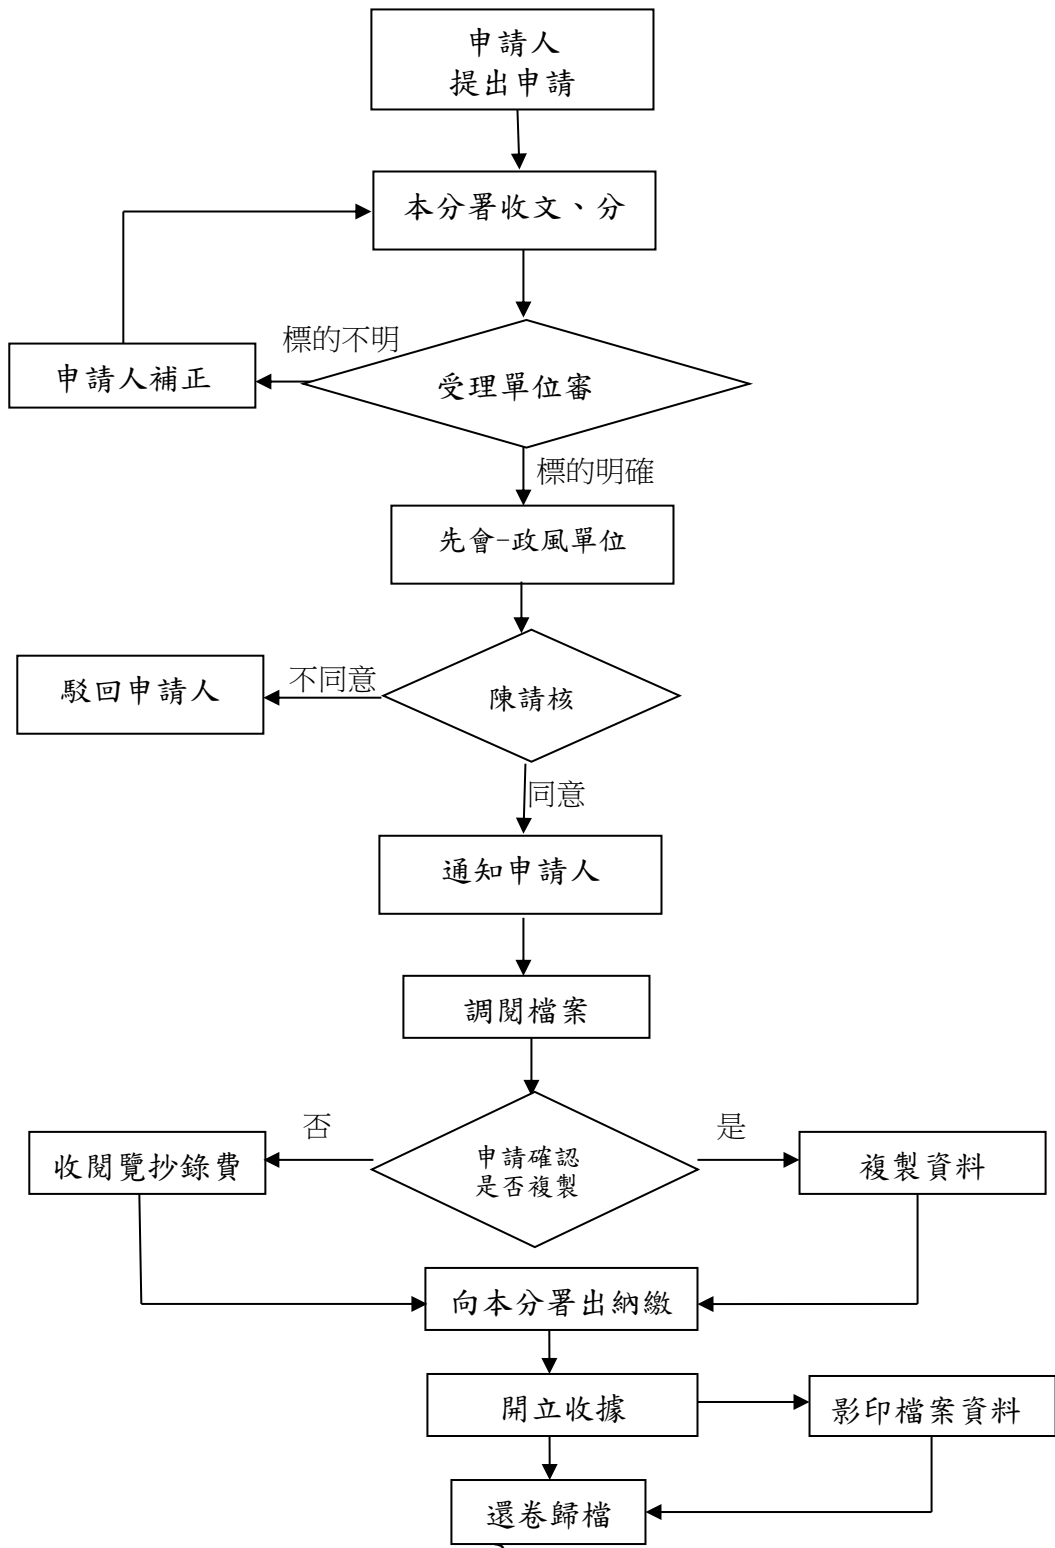 申請人
提出申請
本分署收文、分
標的不明
申請人補正
受理單位審
標的明確
先會-政風單位
駁回申請人
不同意
陳請核
同意
通知申請人
調閱檔案
否
是
收閱覽抄錄費
申請確認
是否複製
複製資料
向本分署出納繳
開立收據
影印檔案資料
還卷歸檔